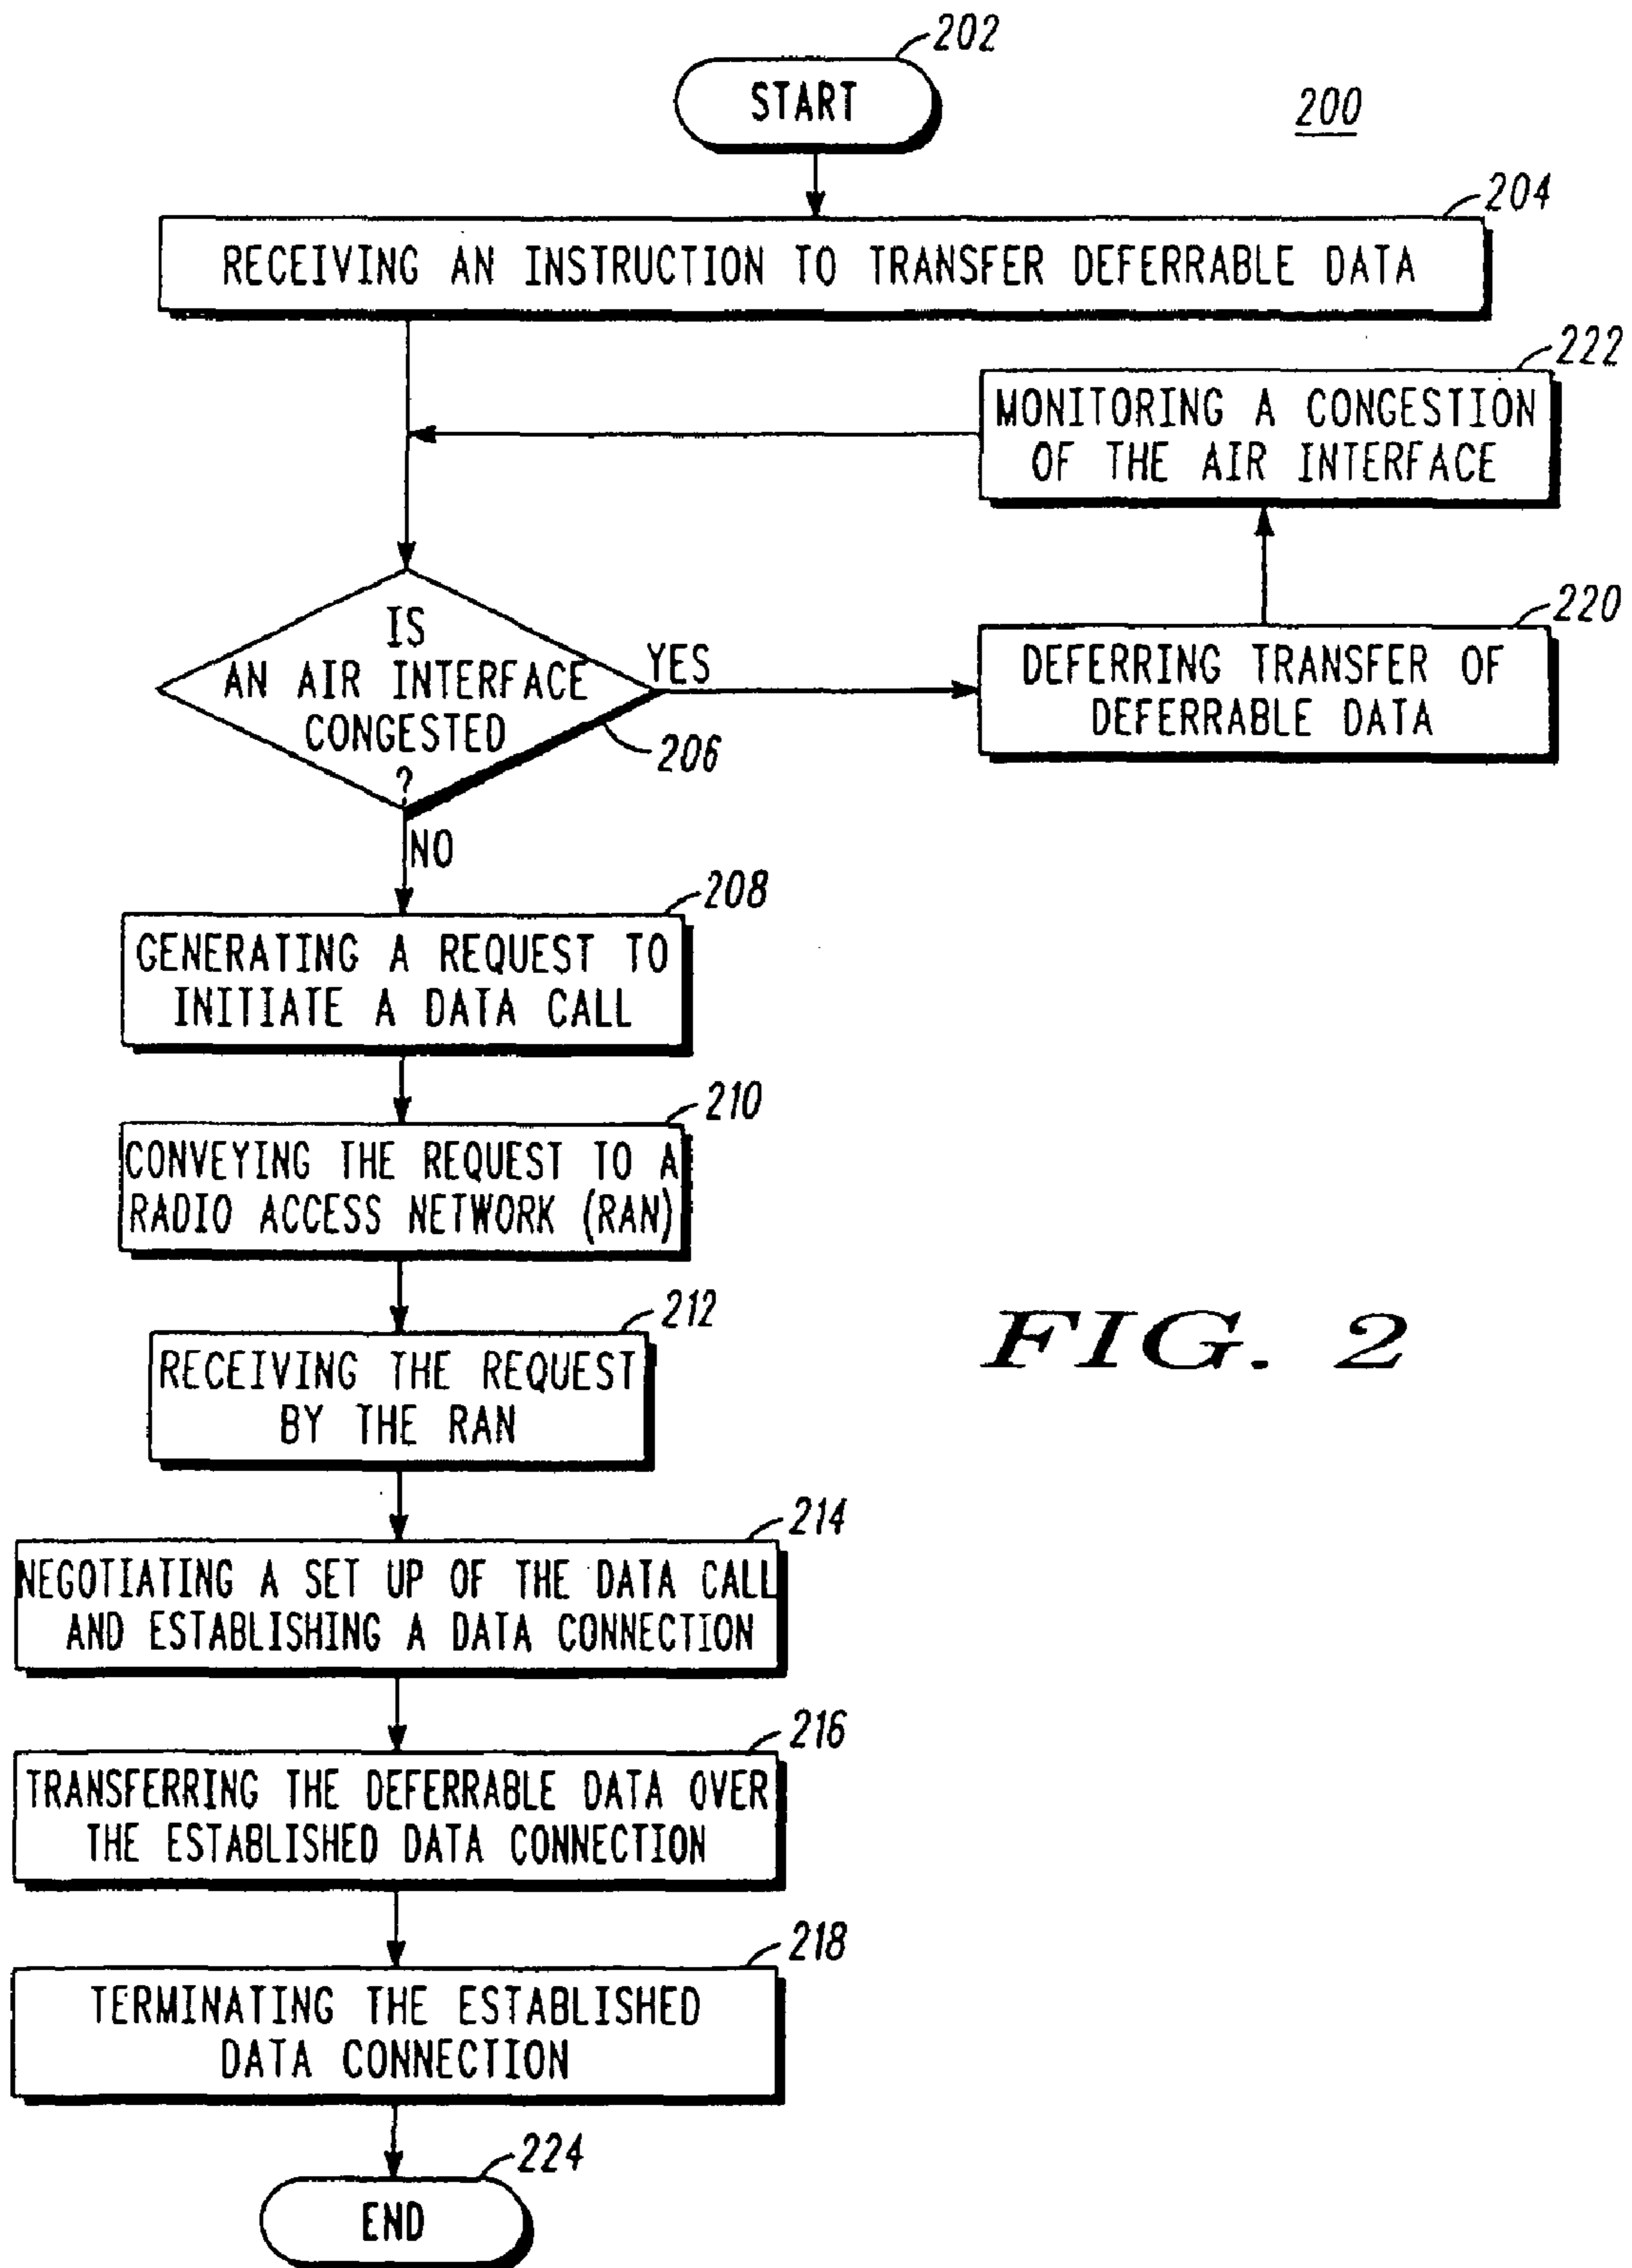 202
START
200
204
RECEIVING AN INSTRUCTION TO TRANSFER DEFERRABLE DATA
222
MONITORING A CONGESTION
OF THE AIR INTERFACE
IS
AN AIR INTERFACE
CONGESTED
?
YES
206
220
DEFERRING TRANSFER OF
DEFERRABLE DATA
NO
208
GENERATING A REQUEST TO
INITIATE A DATA CALL
210
CONVEYING THE REQUEST TO A
RADIO ACCESS NETWORK (RAN)
212
RECEIVING THE REQUEST
BY THE RAN
FIG. 2
214
NEGOTIATING A SET UP OF THE DATA CALL
AND ESTABLISHING A DATA CONNECTION
216
TRANSFERRING THE DEFERRABLE DATA OVER
THE ESTABLISHED DATA CONNECTION
218
TERMINATING THE ESTABLISHED
DATA CONNECTION
224
END